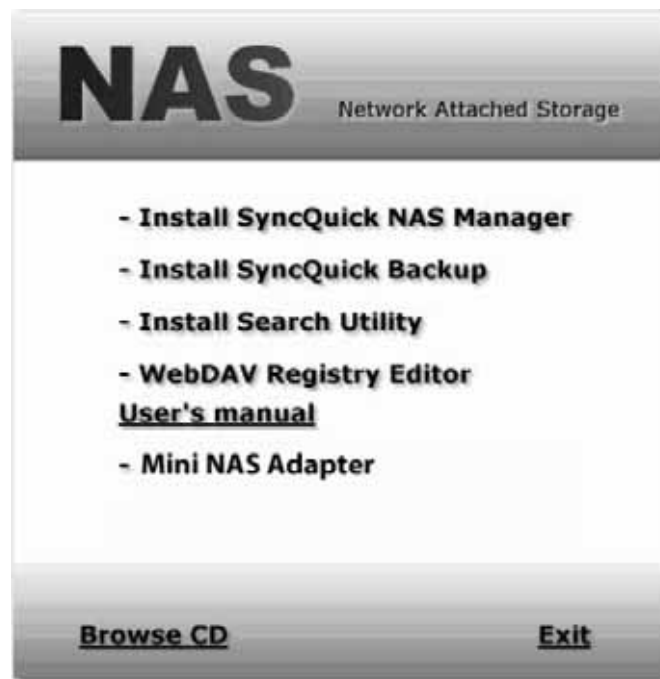 NAS
Network Attached Storage
- Install SyncQuick NAS Manager
- Install SyncQuick Backup
- Install Search Utility
- WebDAV Registry Editor
User's manual
- Mini NAS Adapter
Browse CD
Exit